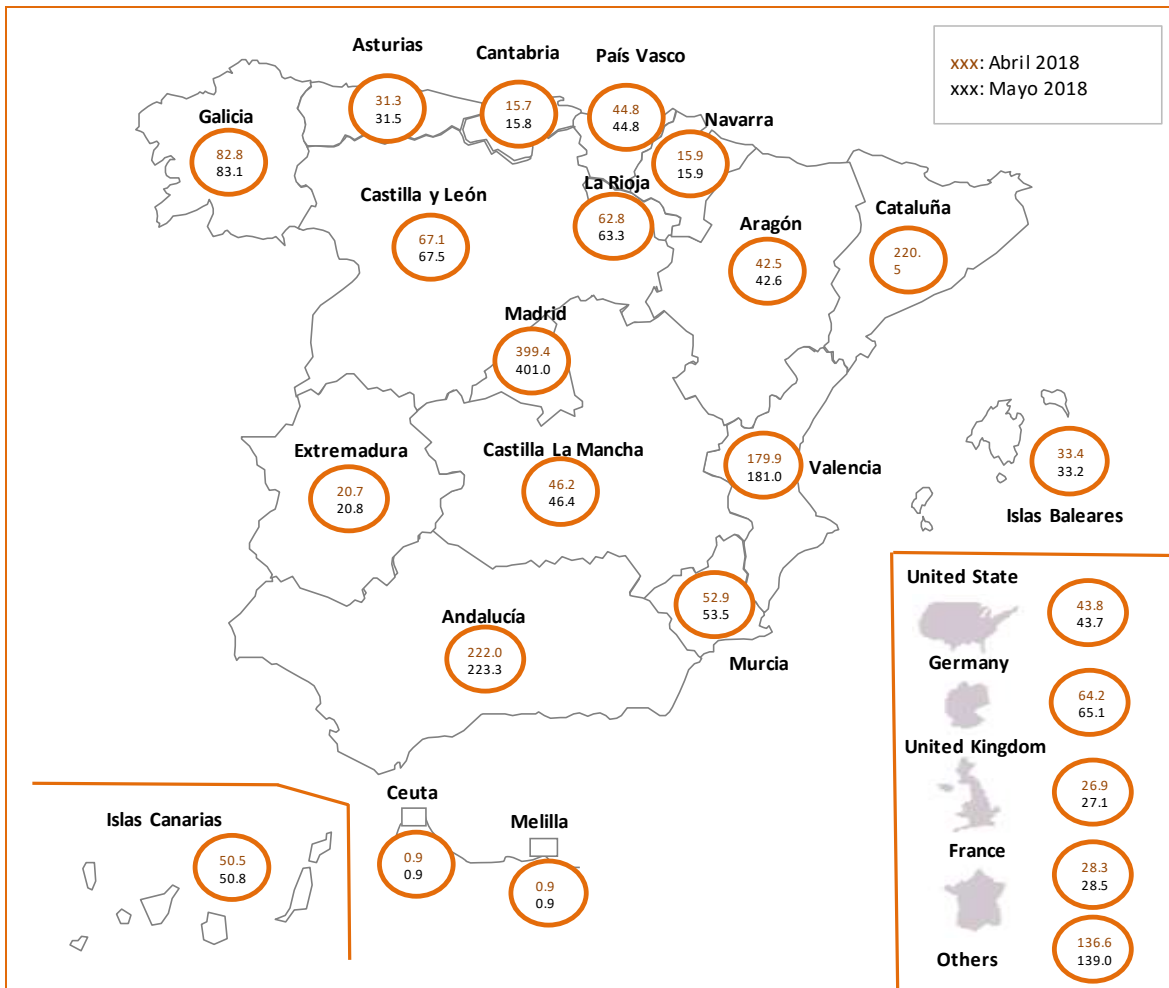 xxx: Abril 2018
xxx: Mayo 2018
Asturias
31.3
31.5
Cantabria
15.7
15.8
País Vasco
44.8
44.8
Navarra
15.9
15.9
Galicia
82.8
83.1
Castilla y León
67.1
67.5
La Rioja
62.8
63.3
Aragón
42.5
42.6
Cataluña
220.
5
Madrid
399.4
401.0
Extremadura
20.7
20.8
Castilla La Mancha
46.2
46.4
179.9
181.0
Valencia
33.4
33.2
Islas Baleares
Andalucía
222.0
223.3
52.9
53.5
Murcia
United State
43.8
43.7
Germany
64.2
65.1
United Kingdom
26.9
27.1
France
28.3
28.5
Others
136.6
139.0
Islas Canarias
50.5
50.8
Ceuta
0.9
0.9
Melilla
0.9
0.9